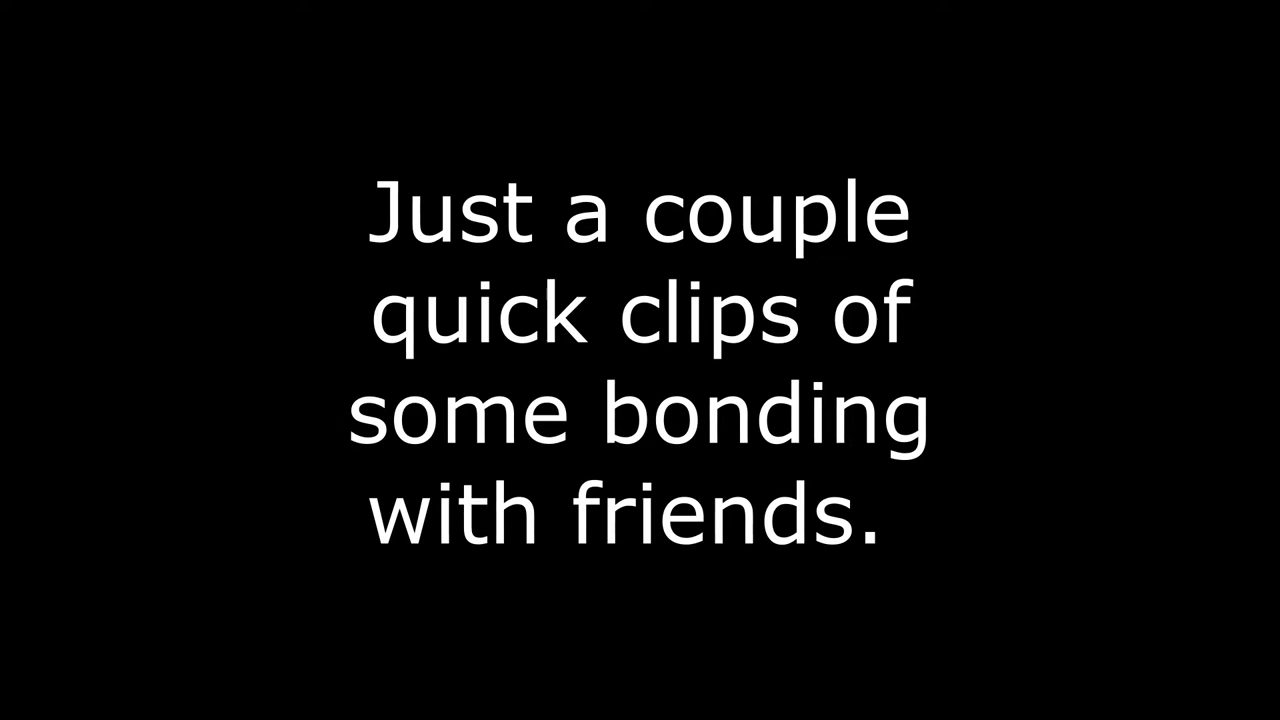 Just a couple
quick clips of
some bonding
with friends.